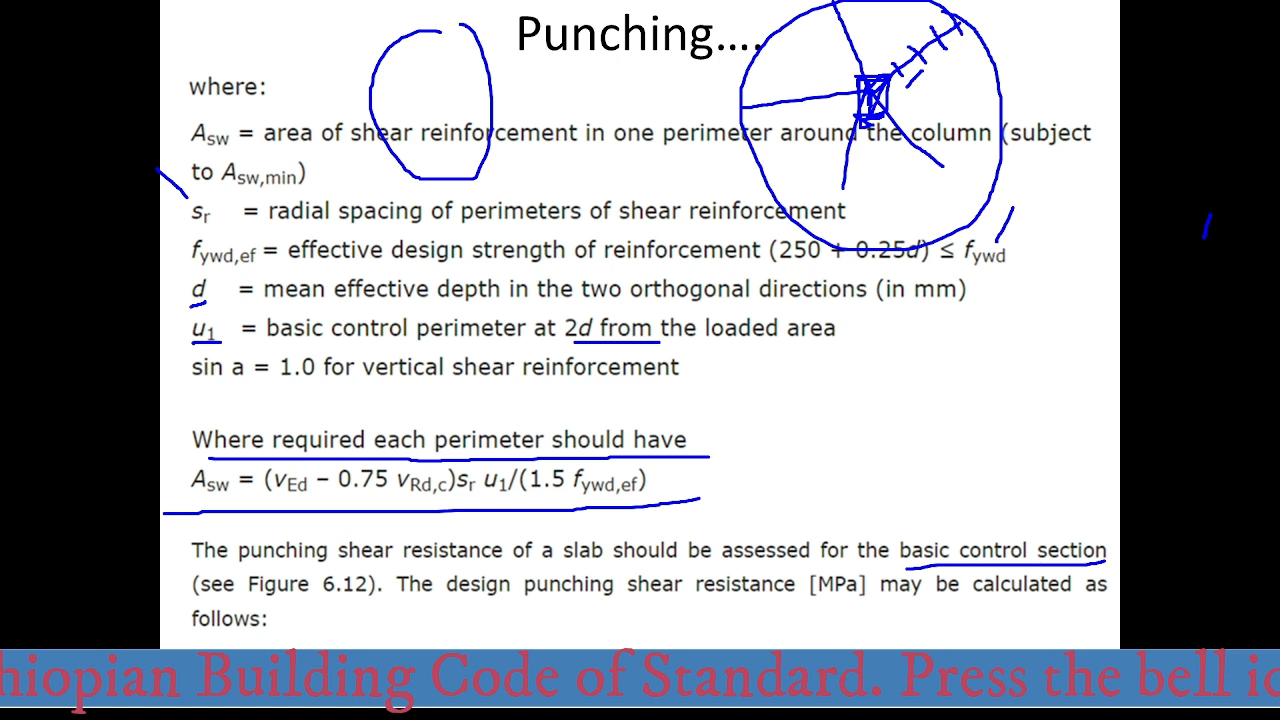 Punching....
where:
Asw = area of shear reinforcement in one perimeter around the column (subject
to Asw,min)
sr = radial spacing of perimeters of shear reinforcement
fywd,ef = effective design strength of reinforcement (250 + 0.25d) ≤ fywd
d = mean effective depth in the two orthogonal directions (in mm)
u1 = basic control perimeter at 2d from the loaded area
sin a = 1.0 for vertical shear reinforcement
Where required each perimeter should have
Asw = (vEd – 0.75 vRd,c)sr u1/(1.5 fywd,ef)
The punching shear resistance of a slab should be assessed for the basic control section
(see Figure 6.12). The design punching shear resistance [MPa] may be calculated as
follows:
hiopian Building Code of Standard. Press the bell ic